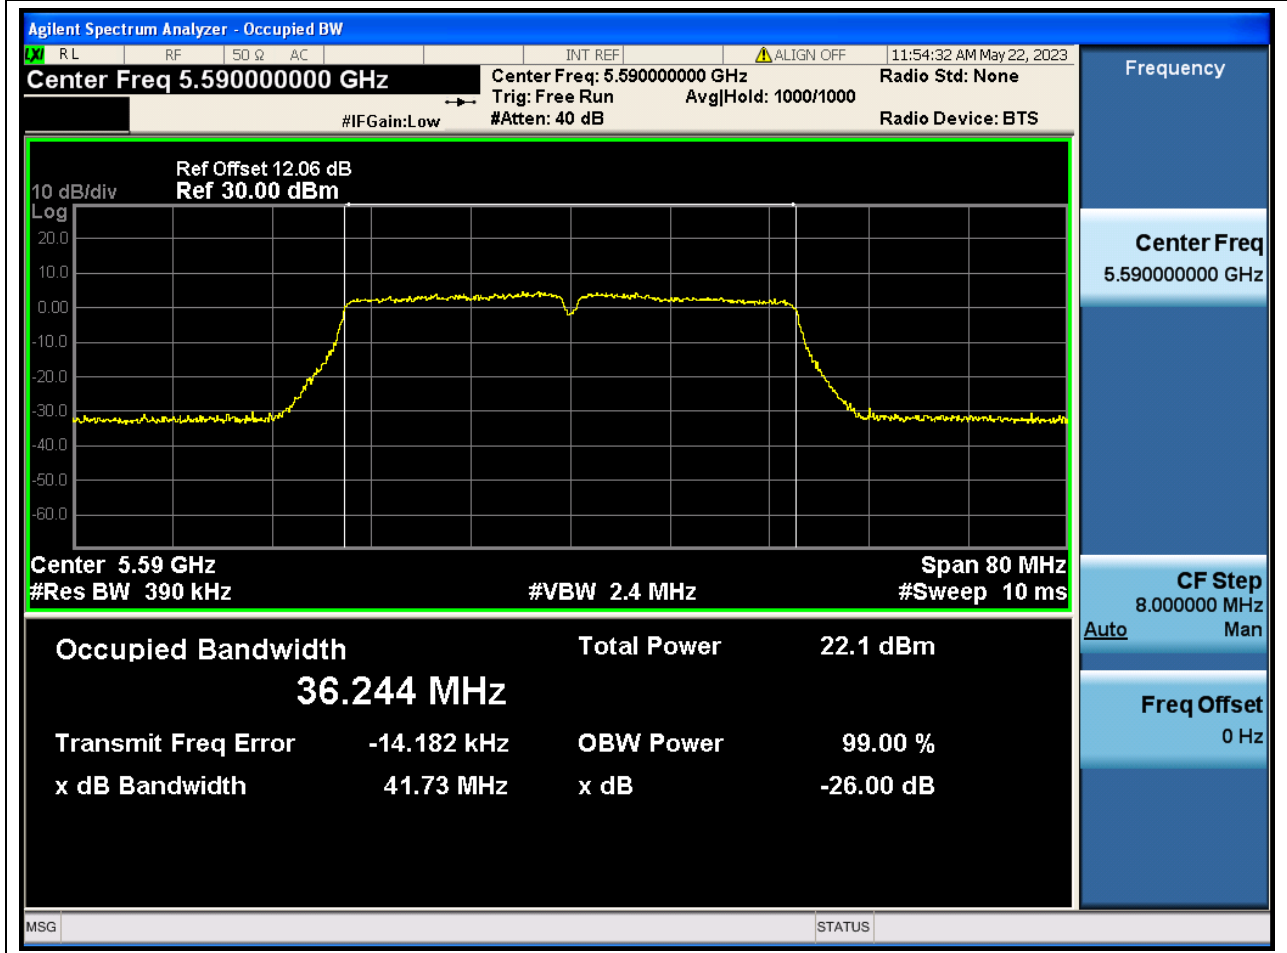 Agilent Spectrum Analyzer - Occupied BW
LXI RL RF 50 Ω AC INT REF ALIGN OFF 11:54:32 AM May 22, 2023
Center Freq 5.590000000 GHz
Center Freq: 5.590000000 GHz
Radio Std: None
Trig: Free Run Avg|Hold: 1000/1000
#IFGain:Low
#Atten: 40 dB
Radio Device: BTS
Ref Offset 12.06 dB
10 dB/div Ref 30.00 dBm
Log
20.0
10.0
0.00
-10.0
-20.0
-30.0
-40.0
-50.0
-60.0
Center 5.59 GHz Span 80 MHz
#Res BW 390 kHz #VBW 2.4 MHz #Sweep 10 ms
Occupied Bandwidth Total Power 22.1 dBm
36.244 MHz
Transmit Freq Error -14.182 kHz OBW Power 99.00 %
x dB Bandwidth 41.73 MHz x dB -26.00 dB
Frequency
Center Freq
5.590000000 GHz
CF Step
8.000000 MHz
Auto Man
Freq Offset
0 Hz
MSG STATUS